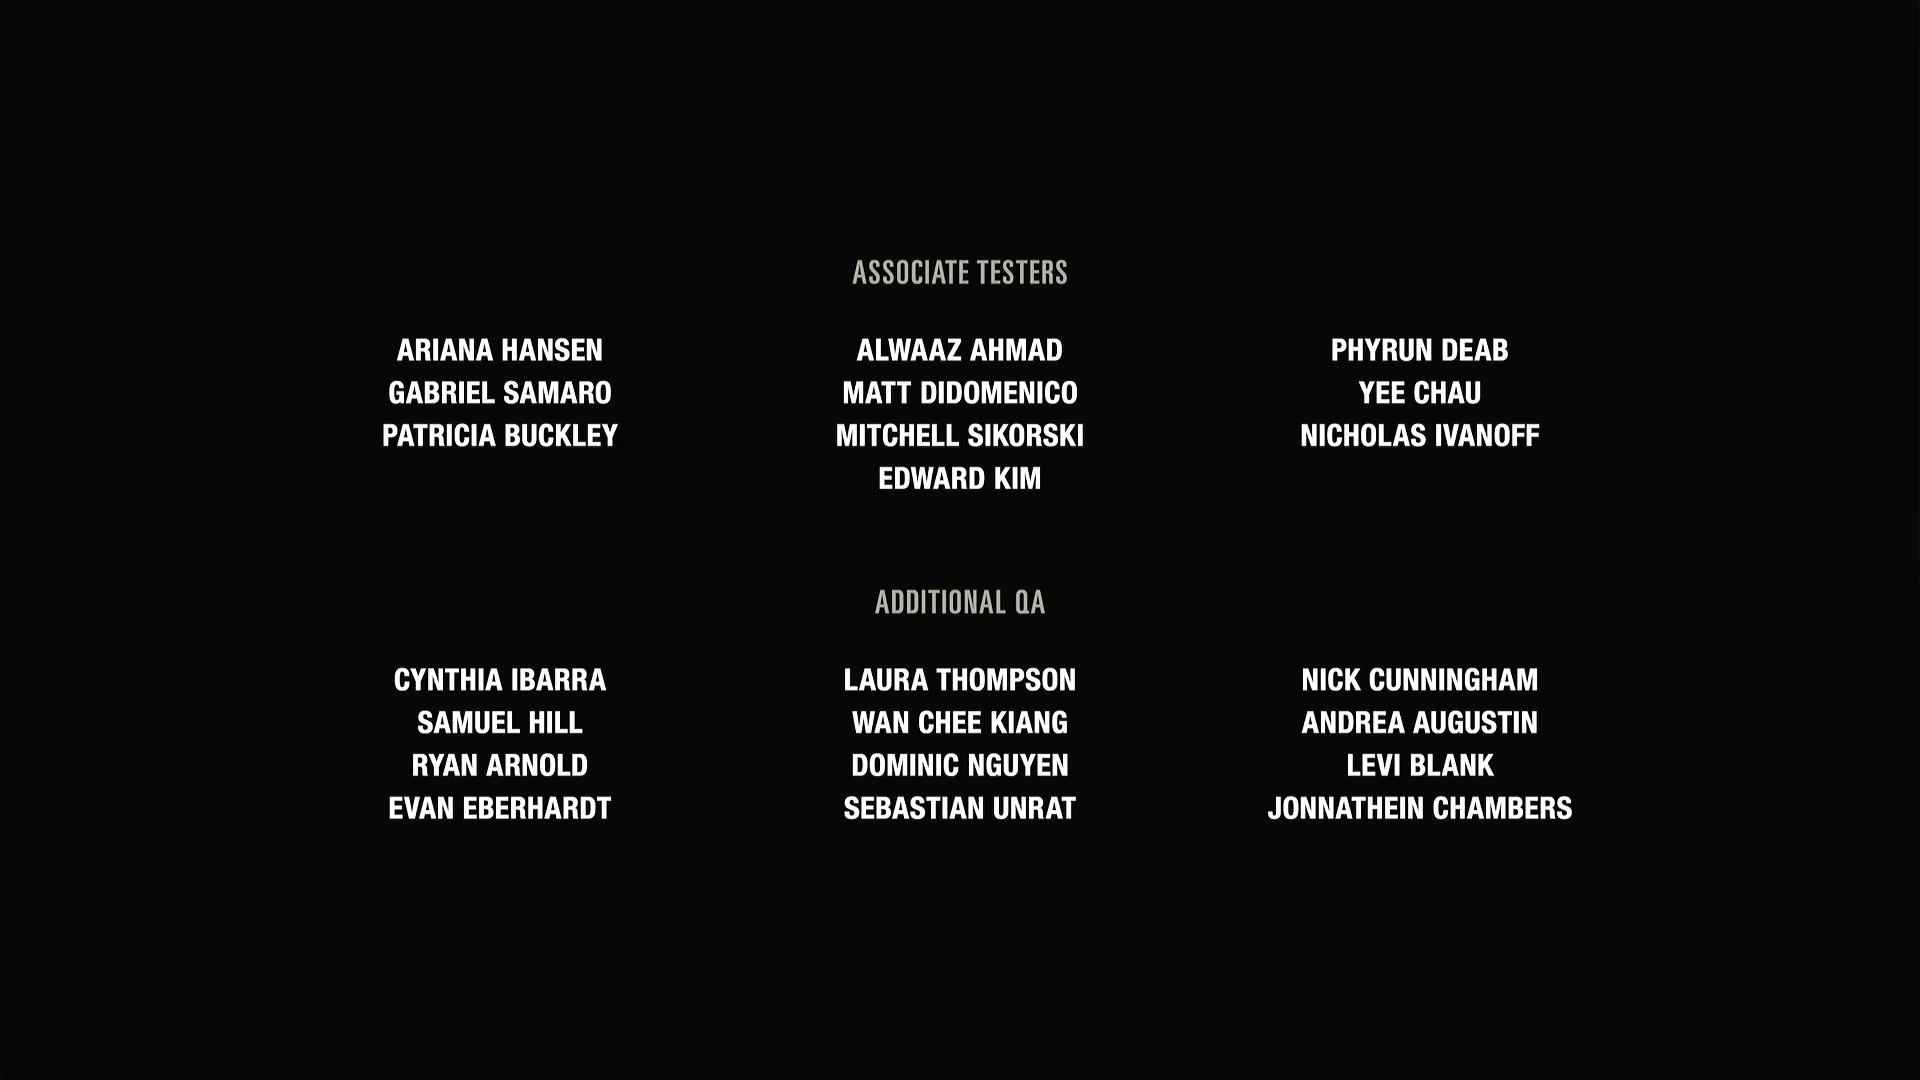 ASSOCIATE TESTERS
ARIANA HANSEN ALWAAZ AHMAD PHYRUN DEAB
GABRIEL SAMARO MATT DIDOMENICO YEE CHAU
PATRICIA BUCKLEY MITCHELL SIKORSKI NICHOLAS IVANOFF
EDWARD KIM
ADDITIONAL QA
CYNTHIA IBARRA LAURA THOMPSON NICK CUNNINGHAM
SAMUEL HILL WAN CHEE KIANG ANDREA AUGUSTIN
RYAN ARNOLD DOMINIC NGUYEN LEVI BLANK
EVAN EBERHARDT SEBASTIAN UNRAT JONNATHEIN CHAMBERS